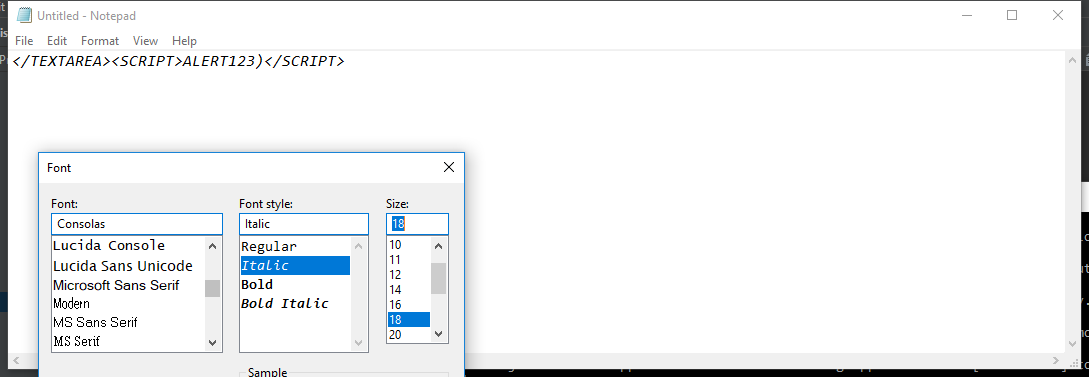 Untitled - Notepad
File Edit Format View Help
</TEXTAREA><SCRIPT>ALERT123)</SCRIPT>
Font
Font: Font style: Size:
Consolas Italic 18
Lucida Console Regular 10
Lucida Sans Unicode Italic 11
Microsoft Sans Serif Bold 12
Modern Bold Italic 14
MS Sans Serif 16
MS Serif 18
20
Sample